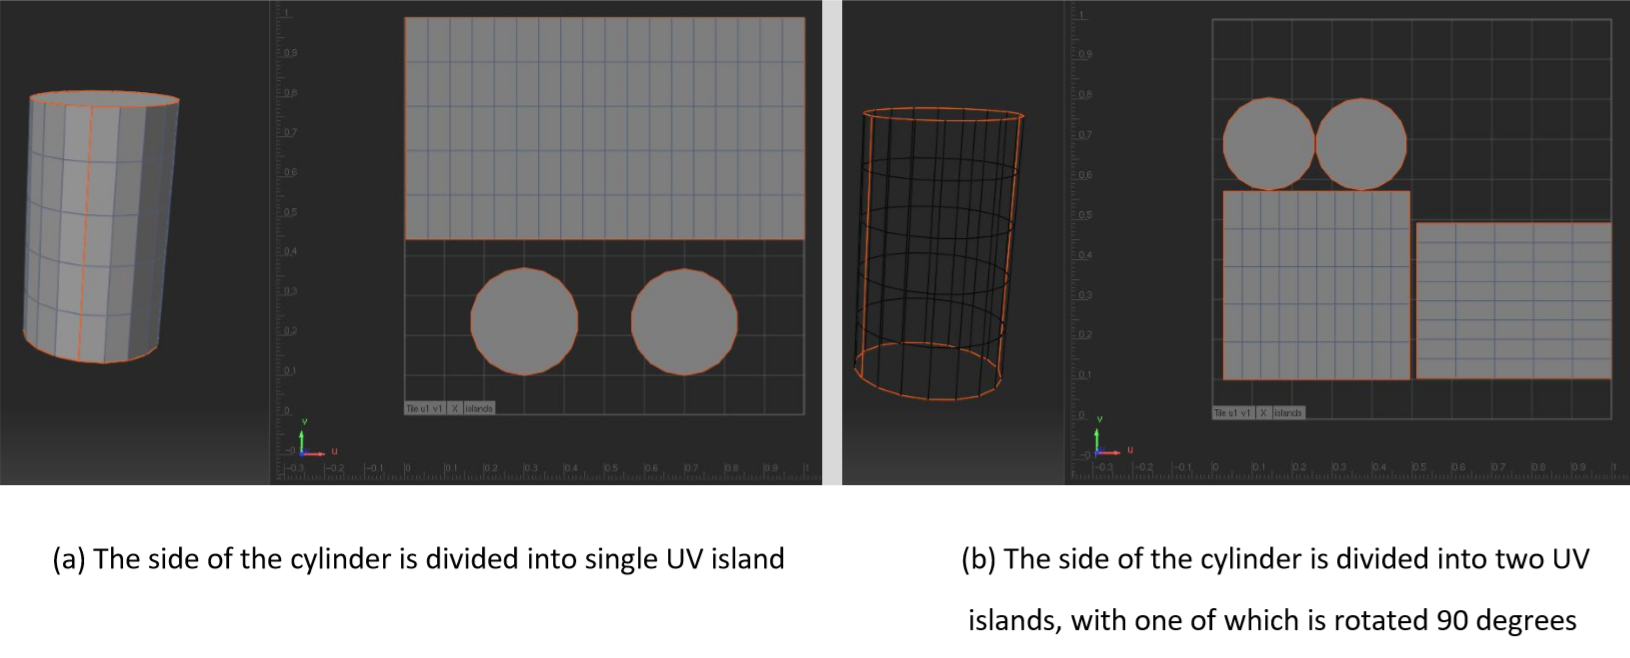 1
0.9
0.8
0.7
0.6
0.5
0.4
0.3
0.2
0.1
0
-0
Tile u1 v1 X islands
V
U
-0.3 -0.2 -0.1 0 0.1 0.2 0.3 0.4 0.5 0.6 0.7 0.8 0.9 1
1
0.9
0.8
0.7
0.6
0.5
0.4
0.3
0.2
0.1
0
-0
Tile u1 v1 X islands
V
U
-0.3 -0.2 -0.1 0 0.1 0.2 0.3 0.4 0.5 0.6 0.7 0.8 0.9 1
(a) The side of the cylinder is divided into single UV island
(b) The side of the cylinder is divided into two UV
islands, with one of which is rotated 90 degrees